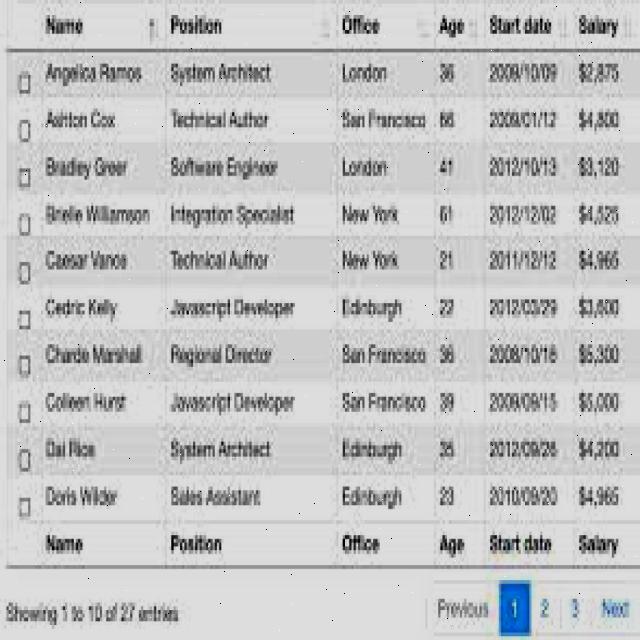 Name Position Office Age Start date Salary
Angelica Ramos System Architect London 36 2009/10/09 $2,875
Ashton Cox Technical Author San Francisco 66 2009/01/12 $4,800
Bradley Greer Software Engineer London 41 2012/10/13 $3,120
Brielle Williamson Integration Specialist New York 61 2012/12/02 $4,525
Caesar Vance Technical Author New York 21 2011/12/12 $4,965
Cedric Kelly Javascript Developer Edinburgh 22 2012/03/29 $3,600
Charde Marshall Regional Director San Francisco 36 2008/10/16 $5,300
Colleen Hurst Javascript Developer San Francisco 39 2009/09/15 $5,000
Dai Rios System Architect Edinburgh 35 2012/09/26 $4,200
Doris Wilder Sales Assistant Edinburgh 23 2010/09/20 $4,965
Name Position Office Age Start date Salary
Showing 1 to 10 of 27 entries Previous 1 2 3 Next